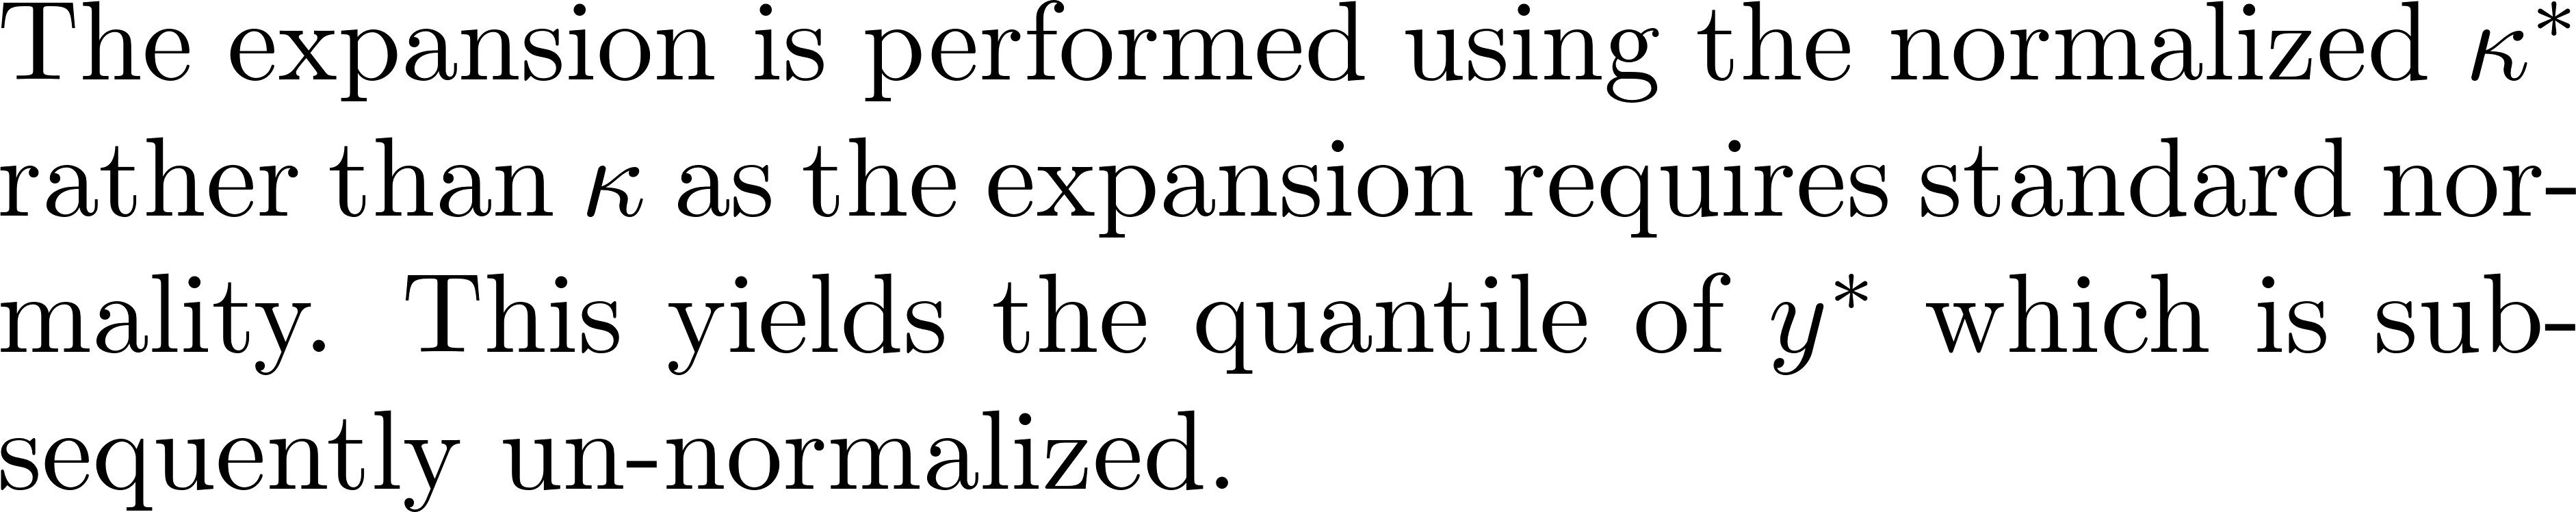 The expansion is performed using the normalized κ*
rather than κ as the expansion requires standard nor-
mality. This yields the quantile of y* which is sub-
sequently un-normalized.